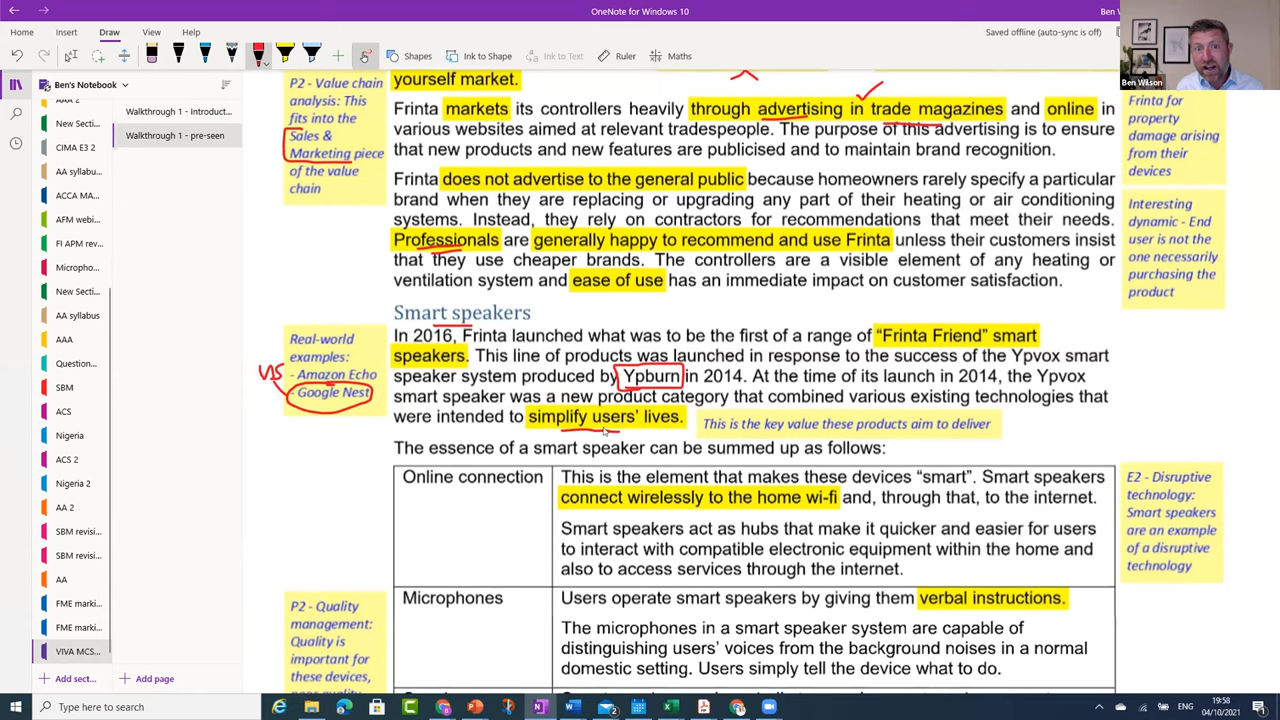 OneNote for Windows 10
Ben W
Home
Insert
Draw
View
Help
Saved offline (auto-sync is off)
Shapes
Ink to Shape
Ink to Text
Ruler
Maths
Ben's Notebook
AAA 2
New Section
CIMA E3 2
AA syllabu...
ACCA MA...
AFM webi...
FI APM rev...
Micropho...
New Secti...
AA syllabus
AAA
Question...
SBM
ACS
Nigeria
ACS 2
Nigeria 2
AA 2
SBM revisi...
SBM revisi...
AA
FME marki...
FME marki...
VIVA MCS...
Add sect...
Walkthrough 1 - Introduct...
Walkthrough 1 - pre-seen
Add page
P2 - Value chain
analysis: This
fits into the
Sales &
Marketing piece
of the value
chain
yourself market.
Frinta markets its controllers heavily through advertising in trade magazines and online in
various websites aimed at relevant tradespeople. The purpose of this advertising is to ensure
that new products and new features are publicised and to maintain brand recognition.
Frinta does not advertise to the general public because homeowners rarely specify a particular
brand when they are replacing or upgrading any part of their heating or air conditioning
systems. Instead, they rely on contractors for recommendations that meet their needs.
Professionals are generally happy to recommend and use Frinta unless their customers insist
that they use cheaper brands. The controllers are a visible element of any heating or
ventilation system and ease of use has an immediate impact on customer satisfaction.
Frinta for
property
damage arising
from their
devices
Interesting
dynamic - End
user is not the
one necessarily
purchasing the
product
Smart speakers
Real-world
examples:
- Amazon Echo
- Google Nest
VS
In 2016, Frinta launched what was to be the first of a range of “Frinta Friend” smart
speakers. This line of products was launched in response to the success of the Ypvox smart
speaker system produced by Ypburn in 2014. At the time of its launch in 2014, the Ypvox
smart speaker was a new product category that combined various existing technologies that
were intended to simplify users’ lives.
This is the key value these products aim to deliver
The essence of a smart speaker can be summed up as follows:
Online connection
This is the element that makes these devices “smart”. Smart speakers
connect wirelessly to the home wi-fi and, through that, to the internet.
Smart speakers act as hubs that make it quicker and easier for users
to interact with compatible electronic equipment within the home and
also to access services through the internet.
E2 - Disruptive
technology:
Smart speakers
are an example
of a disruptive
technology
Microphones
Users operate smart speakers by giving them verbal instructions.
The microphones in a smart speaker system are capable of
distinguishing users’ voices from the background noises in a normal
domestic setting. Users simply tell the device what to do.
P2 - Quality
management:
Quality is
important for
these devices,
Ben Wilson
Type here to search
19:58
04/10/2021